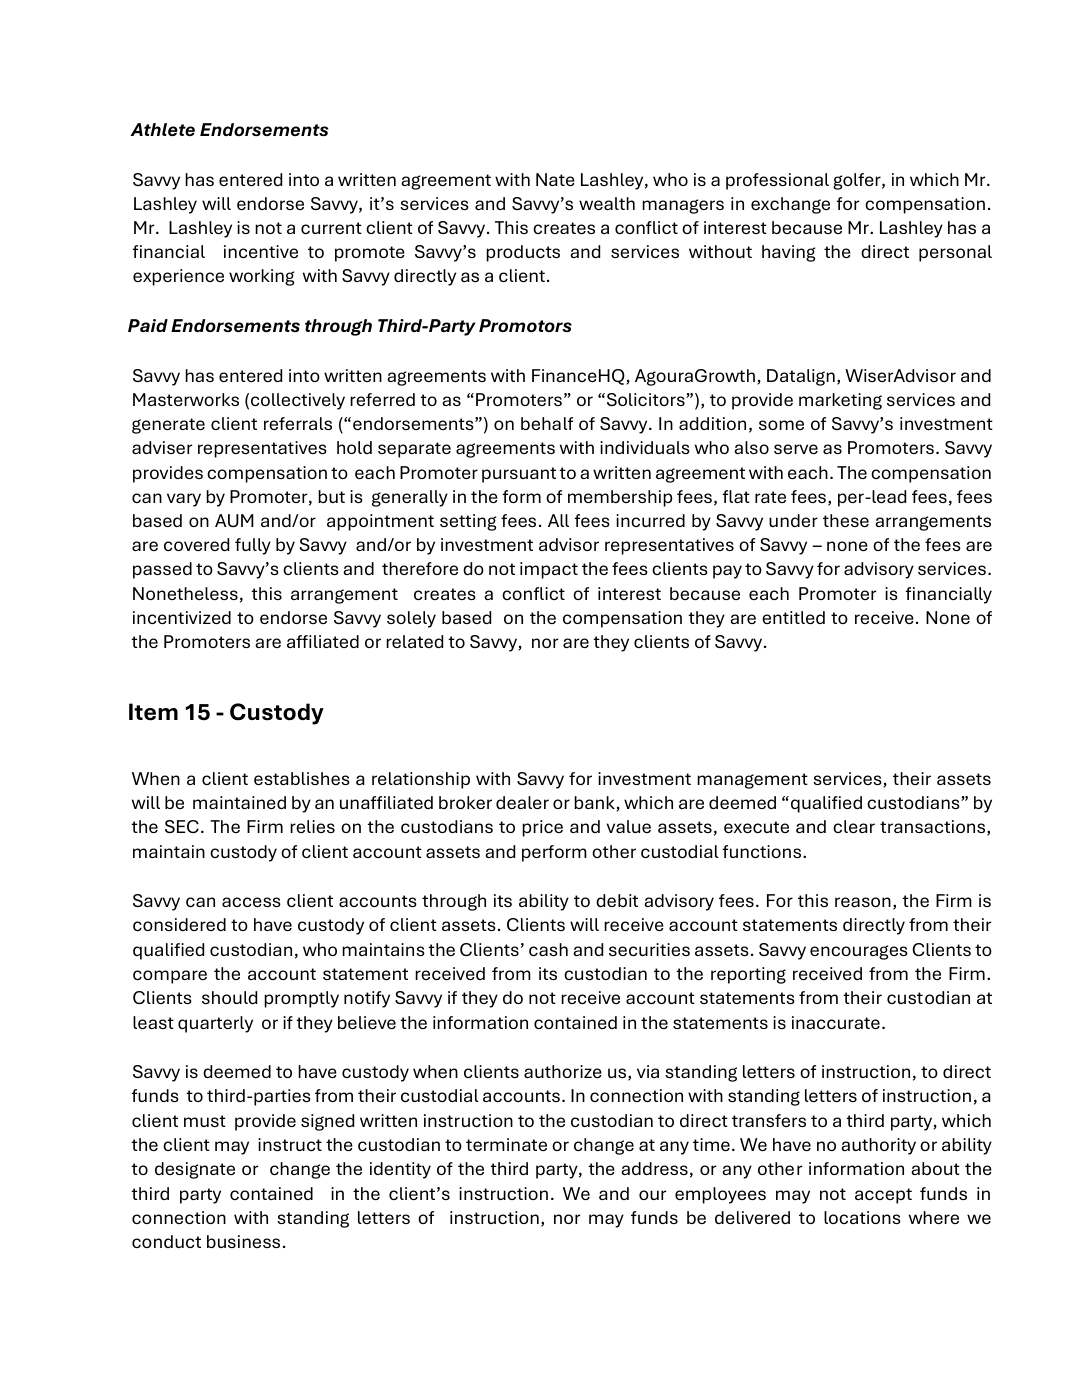 Athlete Endorsements
Savvy has entered into a written agreement with Nate Lashley, who is a professional golfer, in which Mr.
Lashley will endorse Savvy, it’s services and Savvy’s wealth managers in exchange for compensation.
Mr. Lashley is not a current client of Savvy. This creates a conflict of interest because Mr. Lashley has a
financial incentive to promote Savvy’s products and services without having the direct personal
experience working with Savvy directly as a client.
Paid Endorsements through Third-Party Promotors
Savvy has entered into written agreements with FinanceHQ, AgouraGrowth, Datalign, WiserAdvisor and
Masterworks (collectively referred to as “Promoters” or “Solicitors”), to provide marketing services and
generate client referrals (“endorsements”) on behalf of Savvy. In addition, some of Savvy’s investment
adviser representatives hold separate agreements with individuals who also serve as Promoters. Savvy
provides compensation to each Promoter pursuant to a written agreement with each. The compensation
can vary by Promoter, but is generally in the form of membership fees, flat rate fees, per-lead fees, fees
based on AUM and/or appointment setting fees. All fees incurred by Savvy under these arrangements
are covered fully by Savvy and/or by investment advisor representatives of Savvy – none of the fees are
passed to Savvy’s clients and therefore do not impact the fees clients pay to Savvy for advisory services.
Nonetheless, this arrangement creates a conflict of interest because each Promoter is financially
incentivized to endorse Savvy solely based on the compensation they are entitled to receive. None of
the Promoters are affiliated or related to Savvy, nor are they clients of Savvy.
Item 15 - Custody
When a client establishes a relationship with Savvy for investment management services, their assets
will be maintained by an unaffiliated broker dealer or bank, which are deemed “qualified custodians” by
the SEC. The Firm relies on the custodians to price and value assets, execute and clear transactions,
maintain custody of client account assets and perform other custodial functions.
Savvy can access client accounts through its ability to debit advisory fees. For this reason, the Firm is
considered to have custody of client assets. Clients will receive account statements directly from their
qualified custodian, who maintains the Clients’ cash and securities assets. Savvy encourages Clients to
compare the account statement received from its custodian to the reporting received from the Firm.
Clients should promptly notify Savvy if they do not receive account statements from their custodian at
least quarterly or if they believe the information contained in the statements is inaccurate.
Savvy is deemed to have custody when clients authorize us, via standing letters of instruction, to direct
funds to third-parties from their custodial accounts. In connection with standing letters of instruction, a
client must provide signed written instruction to the custodian to direct transfers to a third party, which
the client may instruct the custodian to terminate or change at any time. We have no authority or ability
to designate or change the identity of the third party, the address, or any other information about the
third party contained in the client’s instruction. We and our employees may not accept funds in
connection with standing letters of instruction, nor may funds be delivered to locations where we
conduct business.